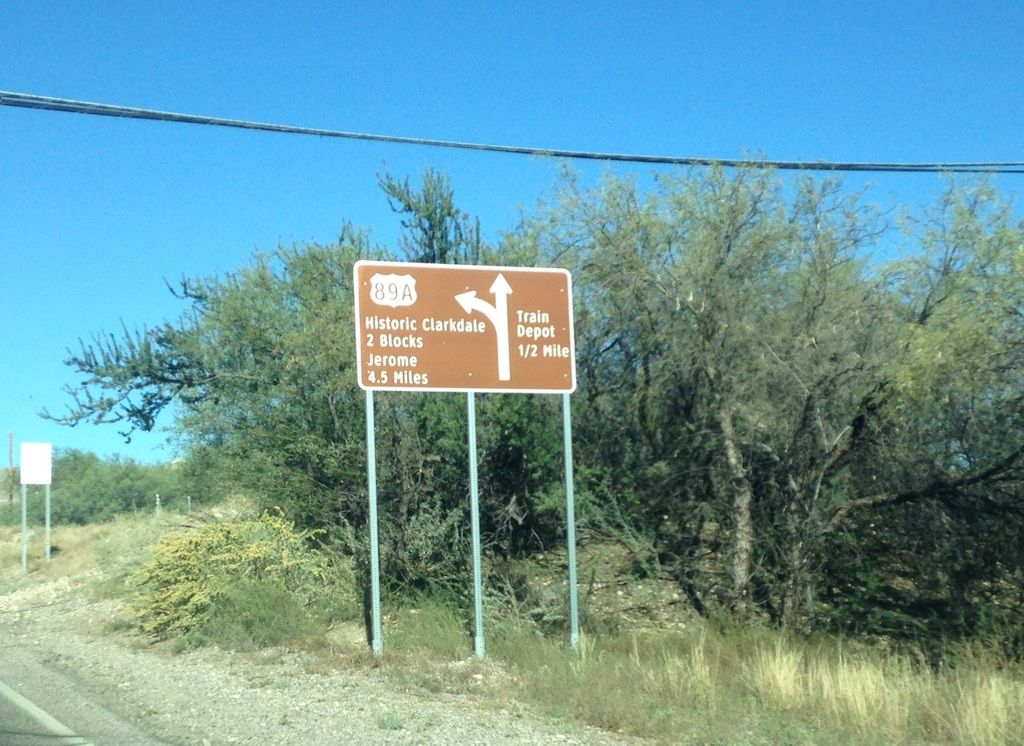 89A
Historic Clarkdale
2 Blocks
Jerome
4.5 Miles
Train
Depot
1/2 Mile